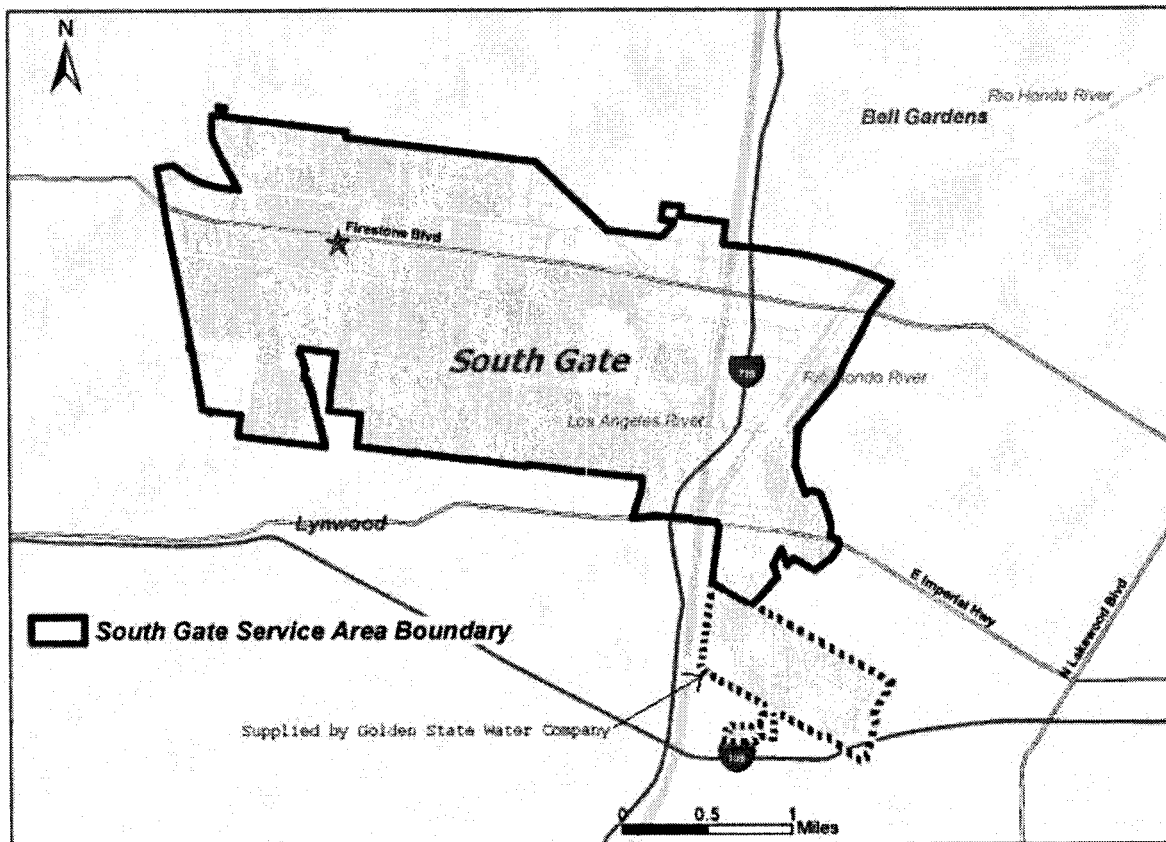 N
Rio Hondo River
Bell Gardens
Firestone Blvd
South Gate
Rio Hondo River
Los Angeles River
Lynwood
E Imperial Hwy
N Lakewood Blvd
South Gate Service Area Boundary
Supplied by Golden State Water Company
0 0.5 1
Miles